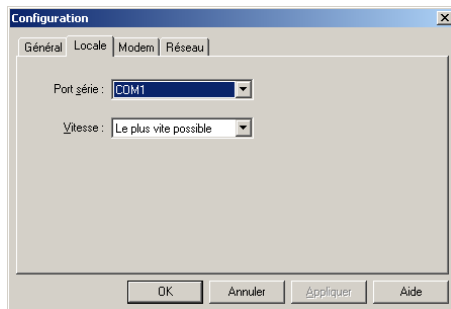 Configuration
Général Locale Modem Réseau
Port série : COM1
Vitesse : Le plus vite possible
OK Annuler Appliquer Aide